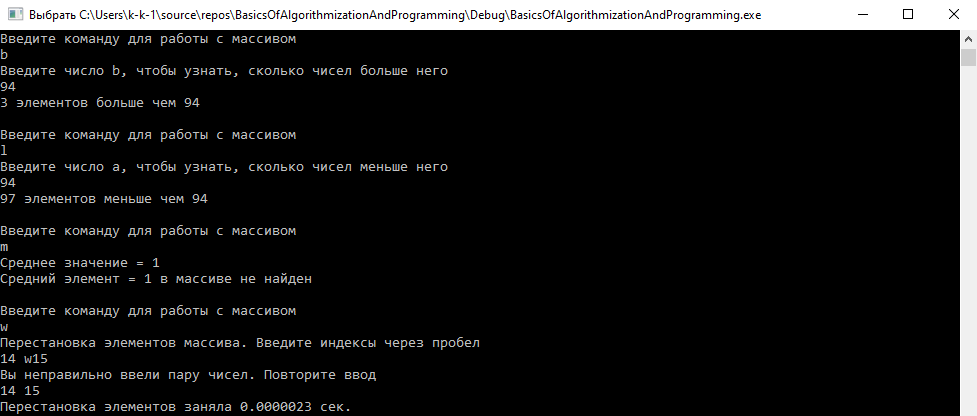 Выбрать C:\Users\k-k-1\source\repos\BasicsOfAlgorithmizationAndProgramming\Debug\BasicsOfAlgorithmizationAndProgramming.exe
Введите команду для работы с массивом
b
Введите число b, чтобы узнать, сколько чисел больше него
94
3 элементов больше чем 94
Введите команду для работы с массивом
l
Введите число a, чтобы узнать, сколько чисел меньше него
94
97 элементов меньше чем 94
Введите команду для работы с массивом
m
Среднее значение = 1
Средний элемент = 1 в массиве не найден
Введите команду для работы с массивом
w
Перестановка элементов массива. Введите индексы через пробел
14 w15
Вы неправильно ввели пару чисел. Повторите ввод
14 15
Перестановка элементов заняла 0.0000023 сек.